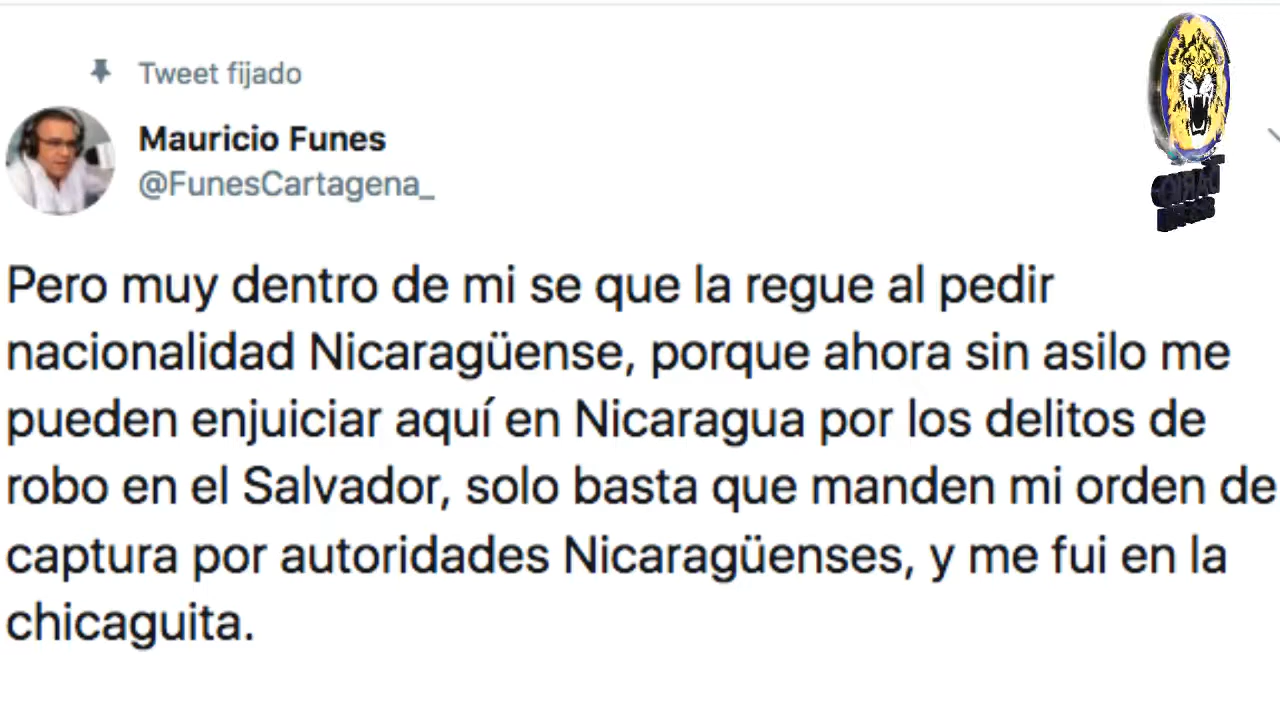 Tweet fijado
Mauricio Funes
@FunesCartagena_
Pero muy dentro de mi se que la regue al pedir
nacionalidad Nicaragüense, porque ahora sin asilo me
pueden enjuiciar aquí en Nicaragua por los delitos de
robo en el Salvador, solo basta que manden mi orden de
captura por autoridades Nicaragüenses, y me fui en la
chicaguita.